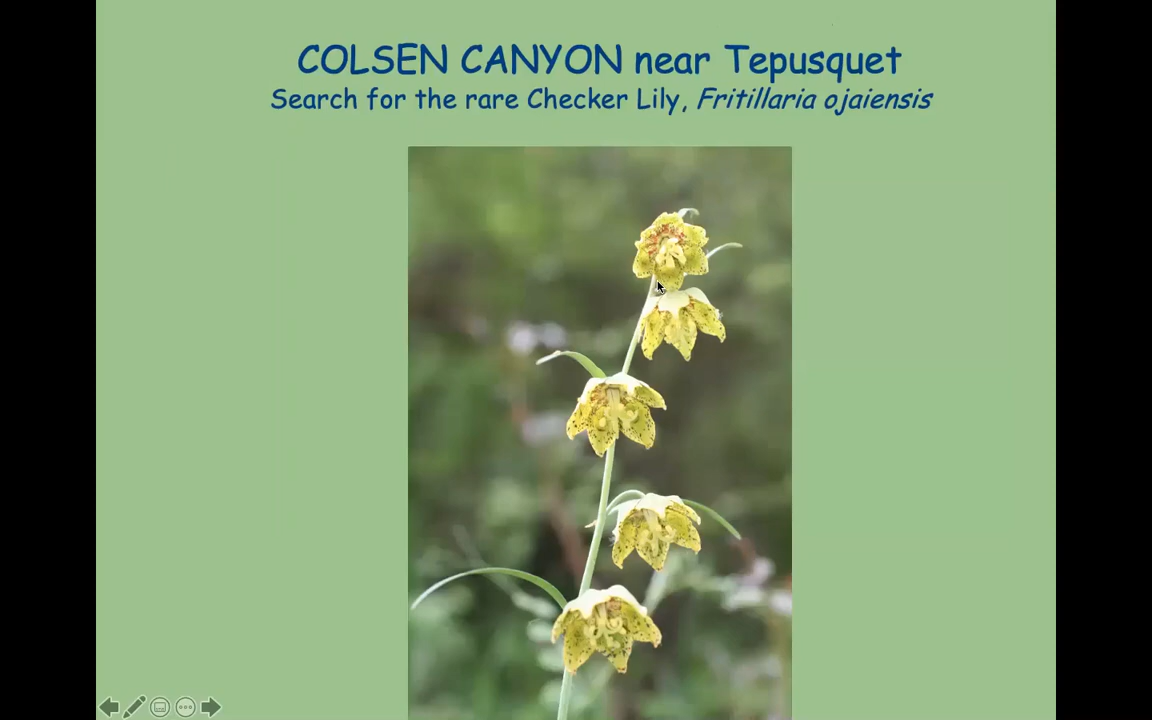 COLSEN CANYON near Tepusquet
Search for the rare Checker Lily, Fritillaria ojaiensis